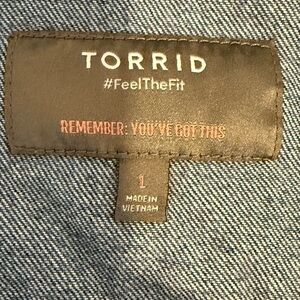 TORRID
#FeelTheFit
REMEMBER: YOU'VE GOT THIS
1
MADE IN
VIETNAM